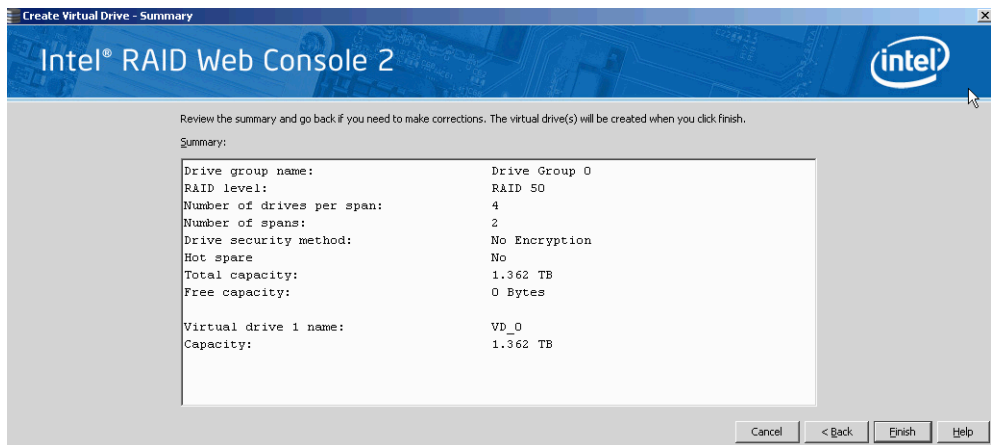 Create Virtual Drive - Summary
Intel® RAID Web Console 2
intel
Review the summary and go back if you need to make corrections. The virtual drive(s) will be created when you click finish.
Summary:
Drive group name: Drive Group 0
RAID level: RAID 50
Number of drives per span: 4
Number of spans: 2
Drive security method: No Encryption
Hot spare No
Total capacity: 1.362 TB
Free capacity: 0 Bytes
Virtual drive 1 name: VD_0
Capacity: 1.362 TB
Cancel < Back Finish Help